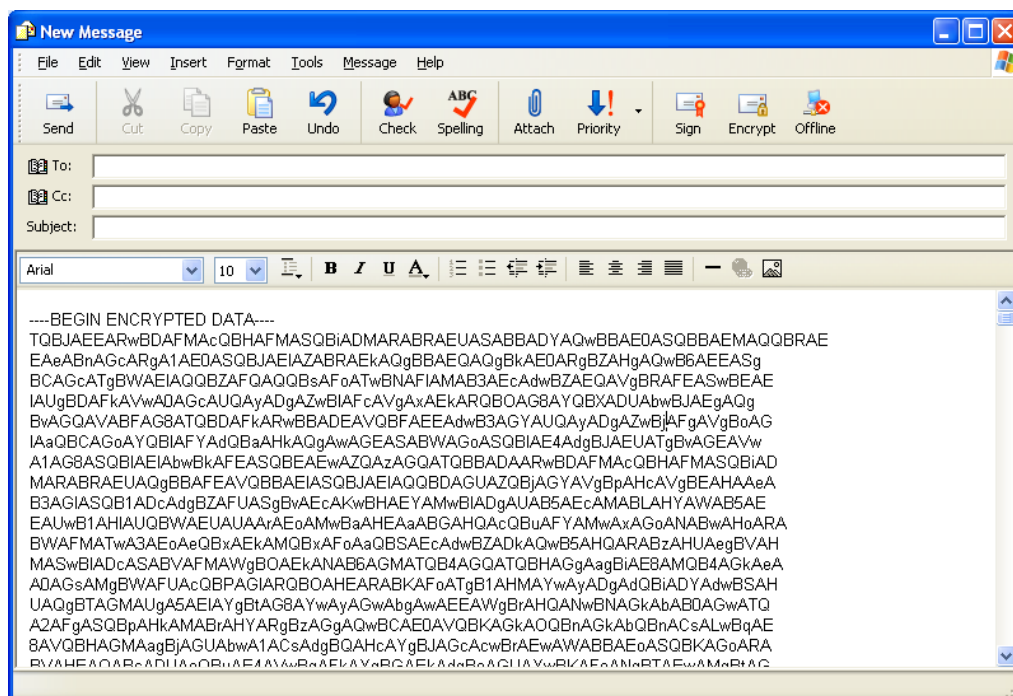 New Message
File Edit View Insert Format Tools Message Help
Send Cut Copy Paste Undo Check Spelling Attach Priority Sign Encrypt Offline
To:
Cc:
Subject:
Arial 10 B I U A
----BEGIN ENCRYPTED DATA----
TQBJAEEARwBDAFMAcQBHAFMASQBiADMARABRAEUASABBADYAQwBBAE0ASQBBAEMAQQBRAE
EAeABnAGcARgA1AE0ASQBJAEIAZABRAEkAQgBBAEQAQgBkAE0ARgBZAHgAQwB6AEEASg
BCAGcATgBWAEIAQQBZAFQAQQBsAFoATwBNAFIAMAB3AEcAdwBZAEQAVgBRAFEASwBEAE
IAUgBDAFkAVwA0AGcAUQAyADgAZwBIAFcAVgAxAEkARQBOAG8AYQBXADUAbwBJAEgAQg
BvAGQAVABFAG8ATQBDAFkARwBBADEAVQBFAEEAdwB3AGYAUQAyADgAZwBjAFgAVgBoAG
IAaQBCAGoAYQBIAFYAdQBaAHkAQgAwAGEASABWAGoASQBIAE4AdgBJAEUATgBvAGEAVw
A1AG8ASQBIAEIAbwBkAFEASQBEAEwAZQAzAGQATQBBADAARwBDAFMAcQBHAFMASQBiAD
MARABRAEUAQgBBAFEAVQBBAEIASQBJAEIAQQBDAGUAZQBjAGYAVgBpAHcAVgBEAHAAeA
B3AGIASQB1ADcAdgBZAFUASgBvAEcAKwBHAEYAMwBIADgAUAB5AEcAMABLAHYAWAB5AE
EAUwB1AHIAUQBWAEUAUAArAEoAMwBaAHEAaABGAHQAcQBuAFYAMwAxAGoANABwAHoARA
BWAFMATwA3AEoAeQBxAEkAMQBxAFoAaQBSAEcAdwBZADkAQwB5AHQARABzAHUAegBVAH
MASwBIADcASABVAFMAWgBOAEkANAB6AGMATQB4AGQATQBHAGgAagBiAE8AMQB4AGkAeA
A0AGsAMgBWAFUAcQBPAGIARQBOAHEARABKAFoATgB1AHMAYwAyADgAdQBiADYAdwBSAH
UAQgBTAGMAUgA5AEIAYgBtAG8AYwAyAGwAbgAwAEEAWgBrAHQANwBNAGkAbAB0AGwATQ
A2AFgASQBpAHkAMABrAHYARgBzAGgAQwBCAE0AVQBKAGkAOQBnAGkAbQBnACsALwBqAE
8AVQBHAGMAagBjAGUAbwA1ACsAdgBQAHcAYgBJAGcAcwBrAEwAWABBAEoASQBKAGoARA